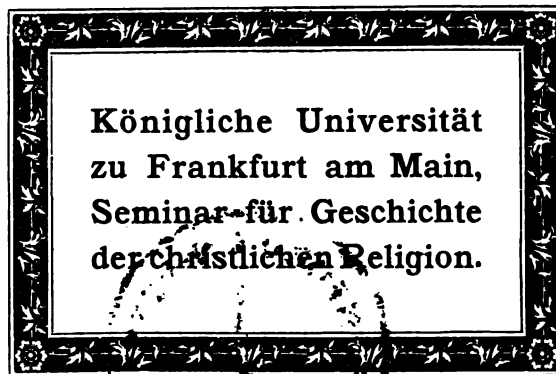 Königliche Universität
zu Frankfurt am Main,
Seminar für Geschichte
der christlichen Religion.